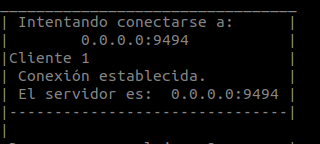 Intentando conectarse a:
0.0.0.0:9494
Cliente 1
Conexión establecida.
El servidor es: 0.0.0.0:9494